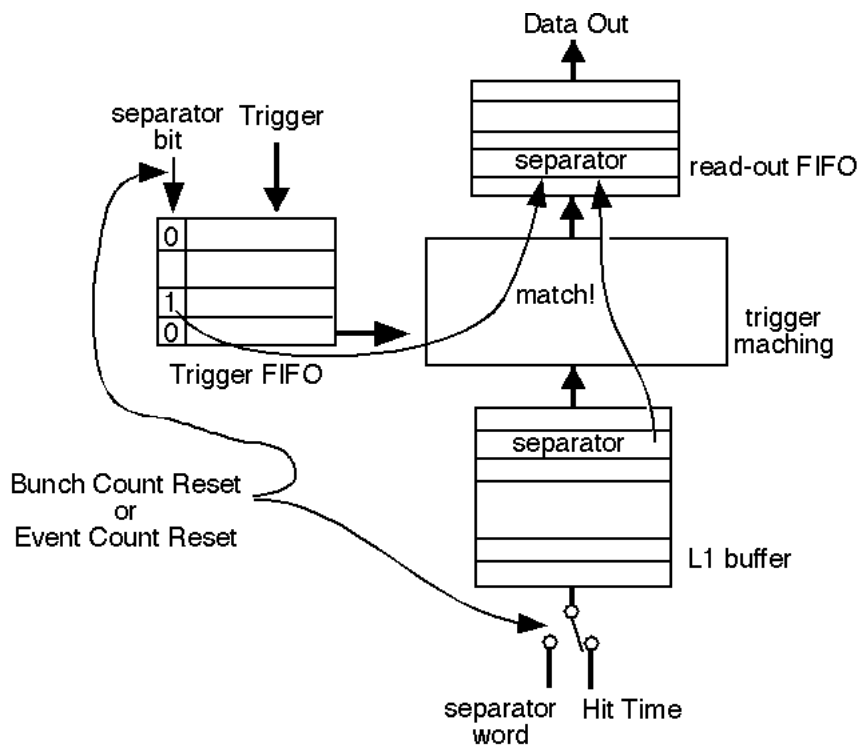 Data Out
separator
bit
Trigger
separator
read-out FIFO
0
1
0
match!
trigger
maching
Trigger FIFO
separator
Bunch Count Reset
or
Event Count Reset
L1 buffer
separator
word
Hit Time